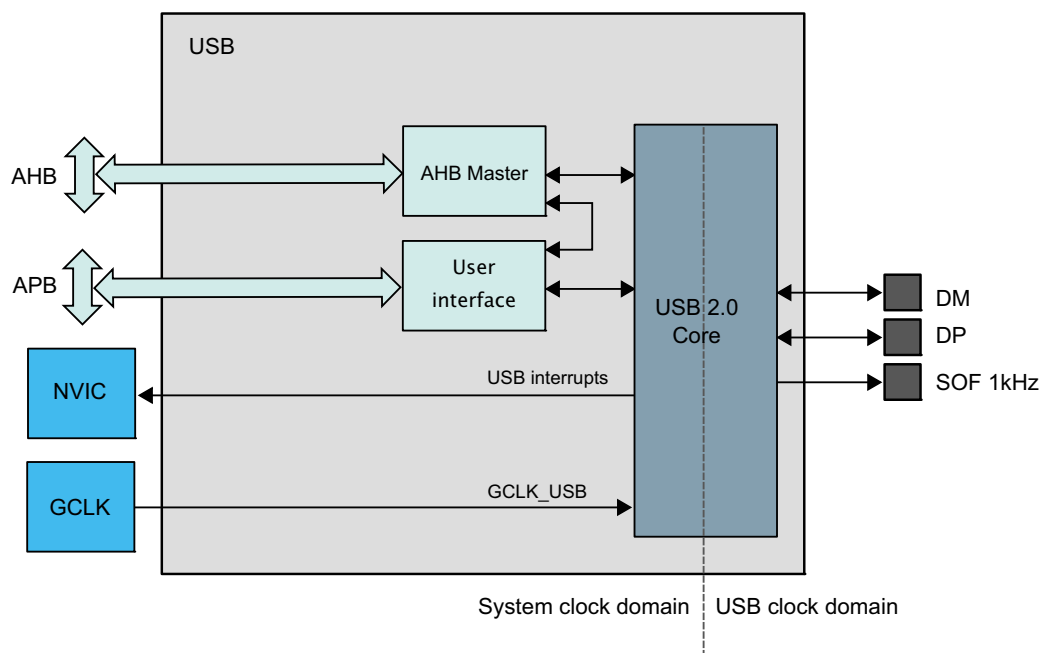 USB
AHB
AHB Master
APB
User
interface
USB 2.0
Core
DM
DP
SOF 1kHz
NVIC
USB interrupts
GCLK
GCLK_USB
System clock domain
USB clock domain